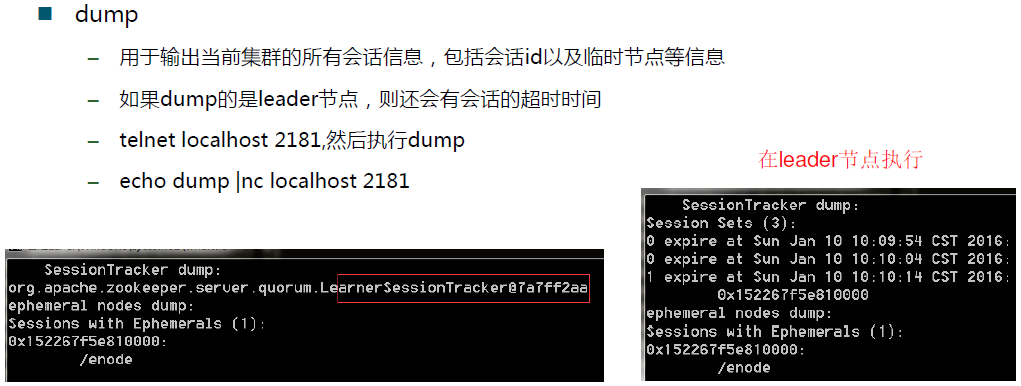 dump
– 用于输出当前集群的所有会话信息，包括会话id以及临时节点等信息
– 如果dump的是leader节点，则还会有会话的超时时间
– telnet localhost 2181,然后执行dump
– echo dump |nc localhost 2181
SessionTracker dump:
org.apache.zookeeper.server.quorum.LearnerSessionTracker@7a7ff2aa
ephemeral nodes dump:
Sessions with Ephemerals (1):
0x152267f5e810000:
/enode
在leader节点执行
SessionTracker dump:
Session Sets (3):
0 expire at Sun Jan 10 10:09:54 CST 2016:
0 expire at Sun Jan 10 10:10:04 CST 2016:
1 expire at Sun Jan 10 10:10:14 CST 2016:
0x152267f5e810000
ephemeral nodes dump:
Sessions with Ephemerals (1):
0x152267f5e810000:
/enode